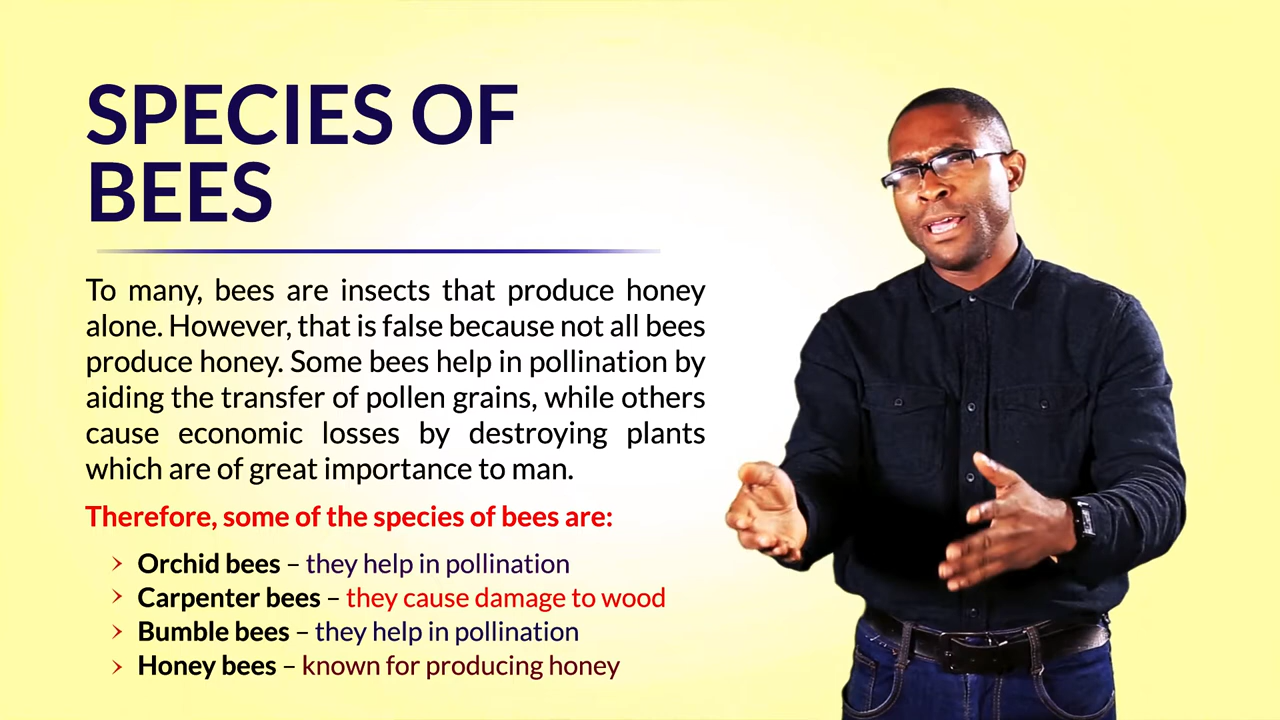 SPECIES OF
BEES
To many, bees are insects that produce honey
alone. However, that is false because not all bees
produce honey. Some bees help in pollination by
aiding the transfer of pollen grains, while others
cause economic losses by destroying plants
which are of great importance to man.
Therefore, some of the species of bees are:
Orchid bees – they help in pollination
Carpenter bees – they cause damage to wood
Bumble bees – they help in pollination
Honey bees – known for producing honey